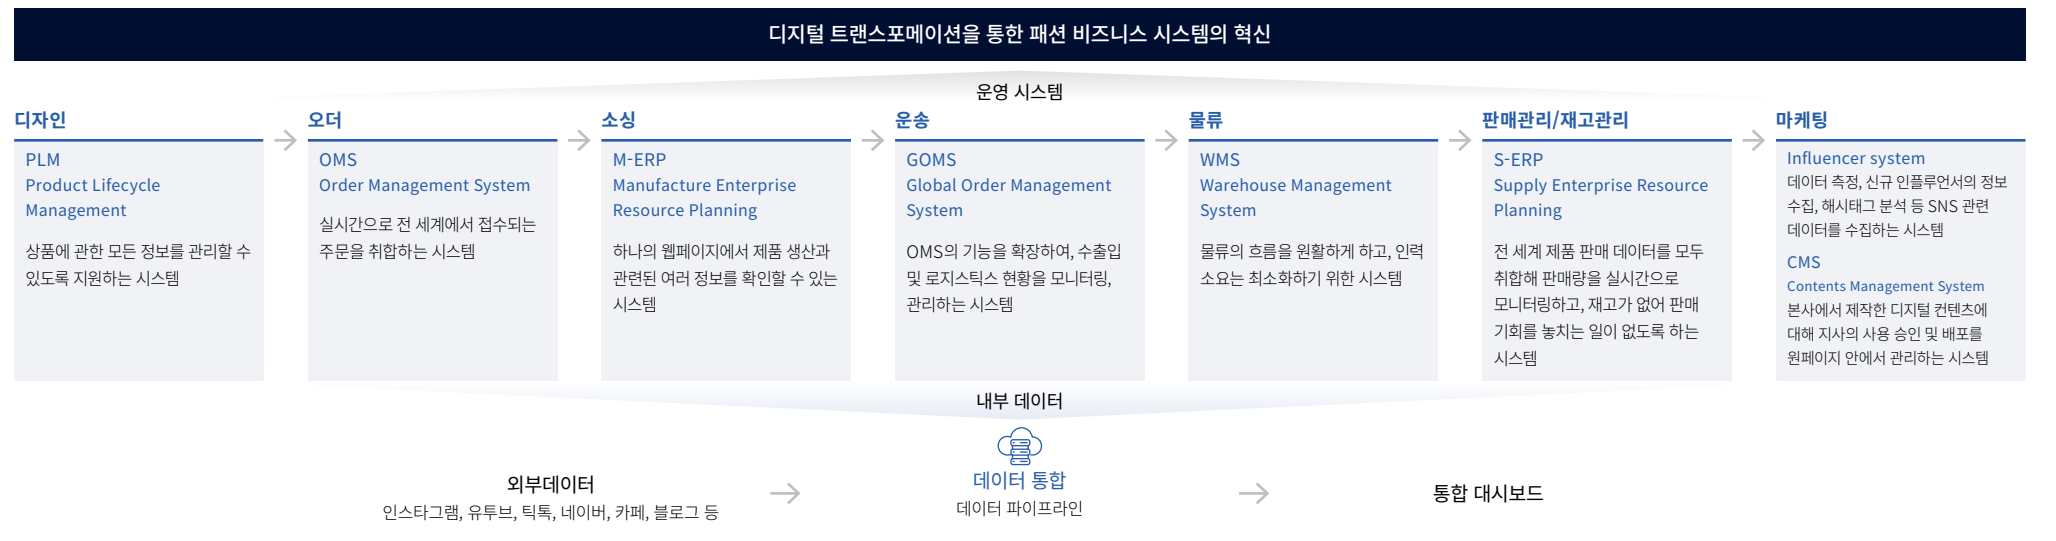 디지털 트랜스포메이션을 통한 패션 비즈니스 시스템의 혁신
운영 시스템
디자인
PLM
Product Lifecycle
Management
상품에 관한 모든 정보를 관리할 수
있도록 지원하는 시스템
오더
OMS
Order Management System
실시간으로 전 세계에서 접수되는
주문을 취합하는 시스템
소싱
M-ERP
Manufacture Enterprise
Resource Planning
하나의 웹페이지에서 제품 생산과
관련된 여러 정보를 확인할 수 있는
시스템
운송
GOMS
Global Order Management
System
OMS의 기능을 확장하여, 수출입
및 로지스틱스 현황을 모니터링,
관리하는 시스템
물류
WMS
Warehouse Management
System
물류의 흐름을 원활하게 하고, 인력
소요는 최소화하기 위한 시스템
판매관리/재고관리
S-ERP
Supply Enterprise Resource
Planning
전 세계 제품 판매 데이터를 모두
취합해 판매량을 실시간으로
모니터링하고, 재고가 없어 판매
기회를 놓치는 일이 없도록 하는
시스템
마케팅
Influencer system
데이터 측정, 신규 인플루언서의 정보
수집, 해시태그 분석 등 SNS 관련
데이터를 수집하는 시스템
CMS
Contents Management System
본사에서 제작한 디지털 컨텐츠에
대해 지사의 사용 승인 및 배포를
원페이지 안에서 관리하는 시스템
내부 데이터
외부데이터
인스타그램, 유투브, 틱톡, 네이버, 카페, 블로그 등
데이터 통합
데이터 파이프라인
통합 대시보드